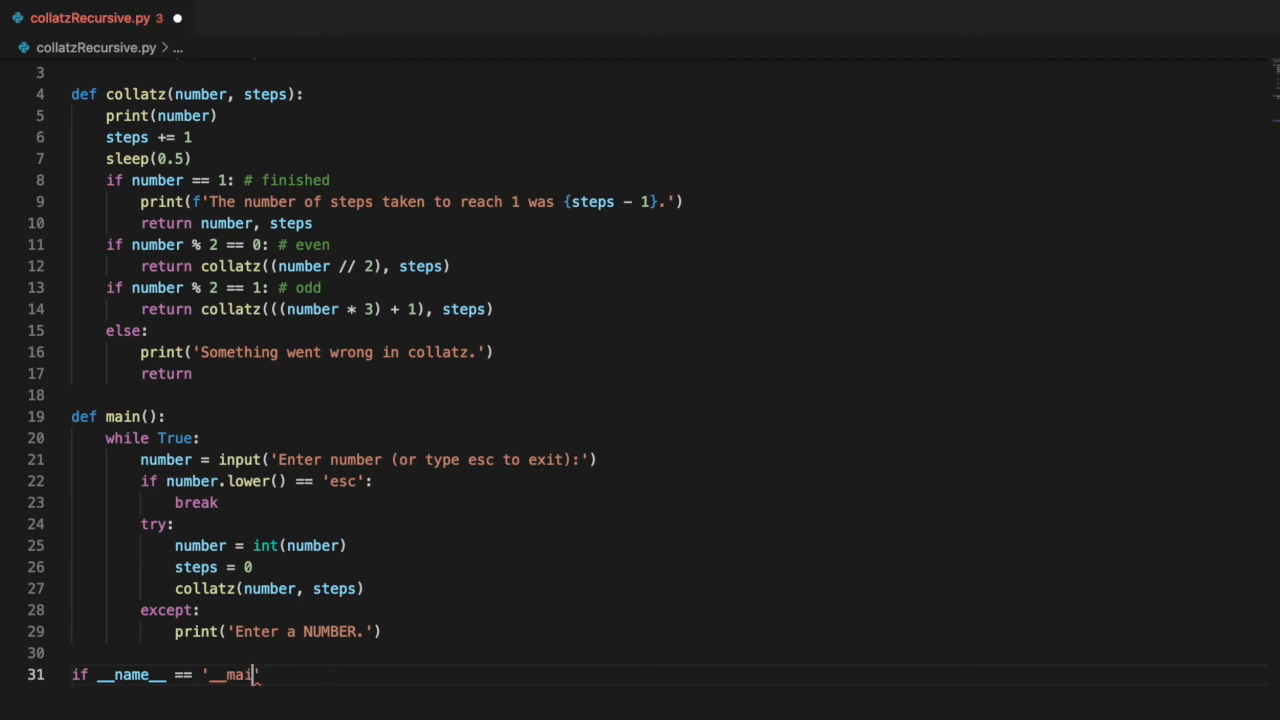 collatzRecursive.py 3
collatzRecursive.py > ...
3
4 def collatz(number, steps):
5     print(number)
6     steps += 1
7     sleep(0.5)
8     if number == 1: # finished
9         print(f'The number of steps taken to reach 1 was {steps - 1}.')
10         return number, steps
11     if number % 2 == 0: # even
12         return collatz((number // 2), steps)
13     if number % 2 == 1: # odd
14         return collatz(((number * 3) + 1), steps)
15     else:
16         print('Something went wrong in collatz.')
17         return
18
19 def main():
20     while True:
21         number = input('Enter number (or type esc to exit):')
22         if number.lower() == 'esc':
23             break
24         try:
25             number = int(number)
26             steps = 0
27             collatz(number, steps)
28         except:
29             print('Enter a NUMBER.')
30
31 if __name__ == '__mai'